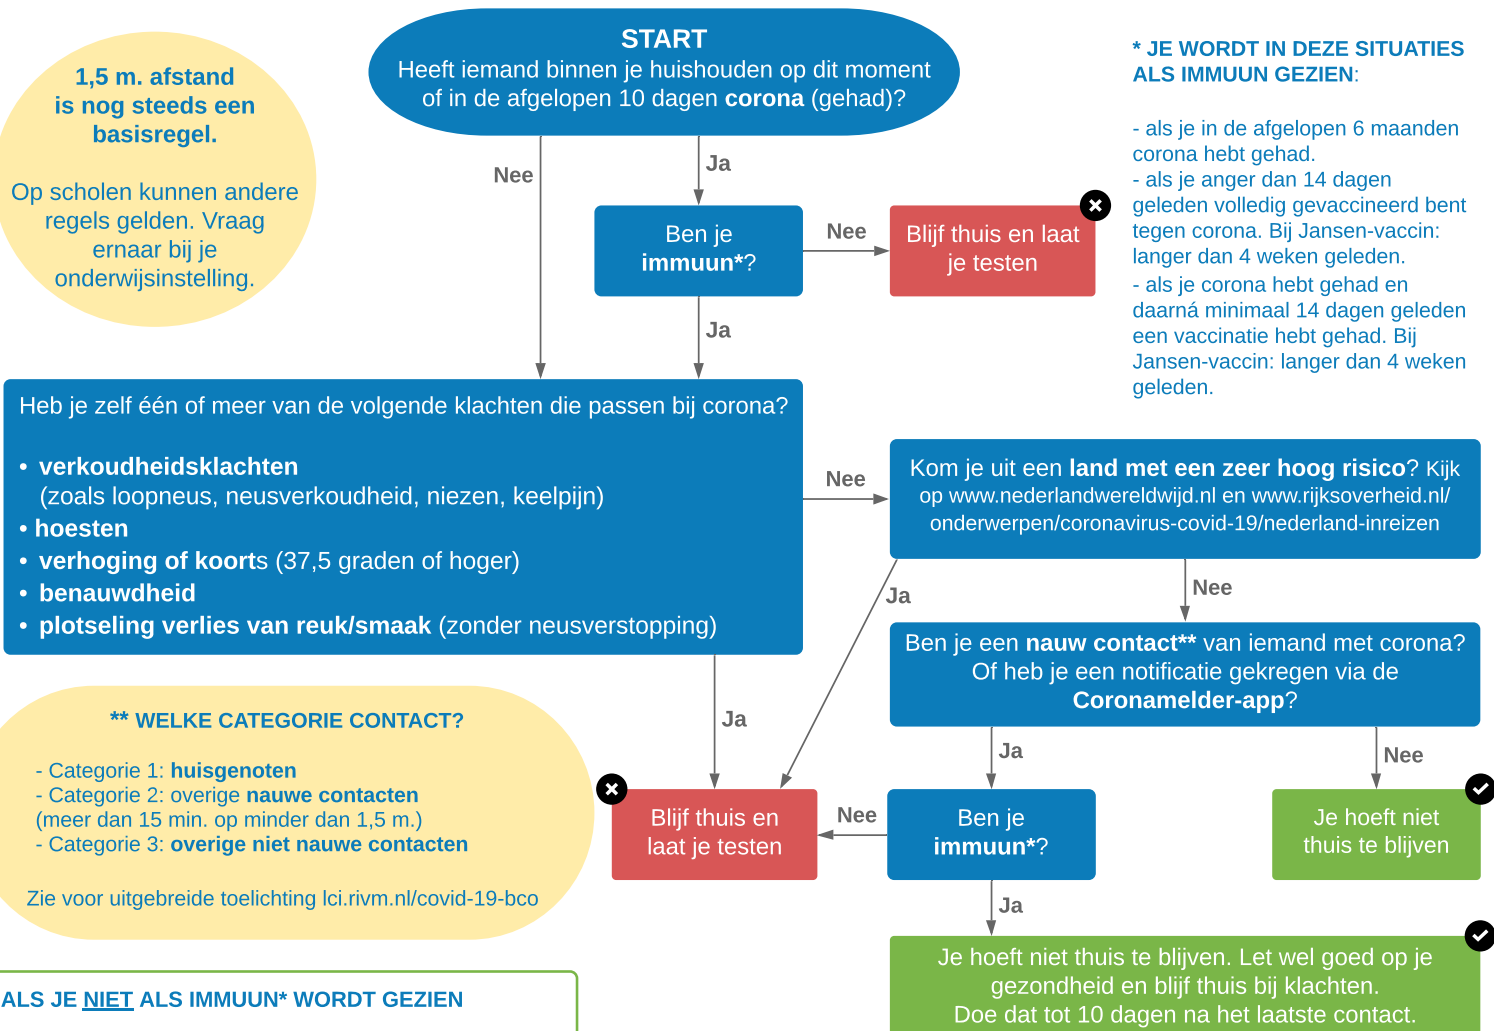 1,5 m. afstand
is nog steeds een
basisregel.
Op scholen kunnen andere
regels gelden. Vraag
ernaar bij je
onderwijsinstelling.
START
Heeft iemand binnen je huishouden op dit moment
of in de afgelopen 10 dagen corona (gehad)?
* JE WORDT IN DEZE SITUATIES
ALS IMMUUN GEZIEN:
- als je in de afgelopen 6 maanden
corona hebt gehad.
- als je anger dan 14 dagen
geleden volledig gevaccineerd bent
tegen corona. Bij Jansen-vaccin:
langer dan 4 weken geleden.
- als je corona hebt gehad en
daarná minimaal 14 dagen geleden
een vaccinatie hebt gehad. Bij
Jansen-vaccin: langer dan 4 weken
geleden.
Nee
Ja
Ben je
immuun*?
Nee
Blijf thuis en laat
je testen
Ja
Heb je zelf één of meer van de volgende klachten die passen bij corona?
• verkoudheidsklachten
(zoals loopneus, neusverkoudheid, niezen, keelpijn)
• hoesten
• verhoging of koorts (37,5 graden of hoger)
• benauwdheid
• plotseling verlies van reuk/smaak (zonder neusverstopping)
Nee
Kom je uit een land met een zeer hoog risico? Kijk
op www.nederlandwereldwijd.nl en www.rijksoverheid.nl/
onderwerpen/coronavirus-covid-19/nederland-inreizen
Ja
Nee
Ben je een nauw contact** van iemand met corona?
Of heb je een notificatie gekregen via de
Coronamelder-app?
Ja
Ja
Nee
** WELKE CATEGORIE CONTACT?
- Categorie 1: huisgenoten
- Categorie 2: overige nauwe contacten
(meer dan 15 min. op minder dan 1,5 m.)
- Categorie 3: overige niet nauwe contacten
Zie voor uitgebreide toelichting lci.rivm.nl/covid-19-bco
Blijf thuis en
laat je testen
Nee
Ben je
immuun*?
Je hoeft niet
thuis te blijven
Ja
Je hoeft niet thuis te blijven. Let wel goed op je
gezondheid en blijf thuis bij klachten.
Doe dat tot 10 dagen na het laatste contact.
ALS JE NIET ALS IMMUUN* WORDT GEZIEN